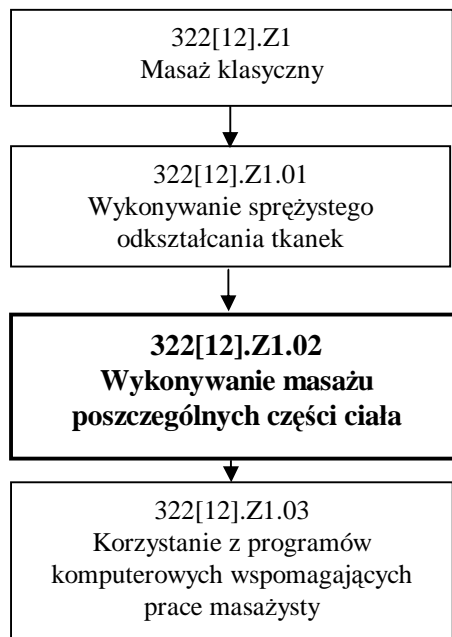 322[12].Z1
Masaż klasyczny
322[12].Z1.01
Wykonywanie sprężystego
odkształcania tkanek
322[12].Z1.02
Wykonywanie masażu
poszczególnych części ciała
322[12].Z1.03
Korzystanie z programów
komputerowych wspomagających
prace masażysty